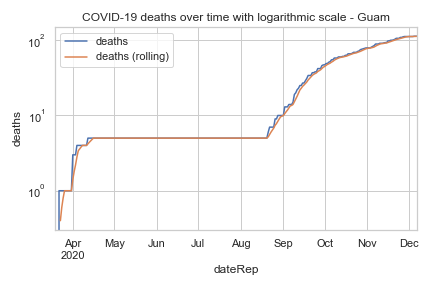 COVID-19 deaths over time with logarithmic scale - Guam
deaths
deaths (rolling)
10²
10¹
10⁰
deaths
Apr
2020
May
Jun
Jul
Aug
Sep
Oct
Nov
Dec
dateRep